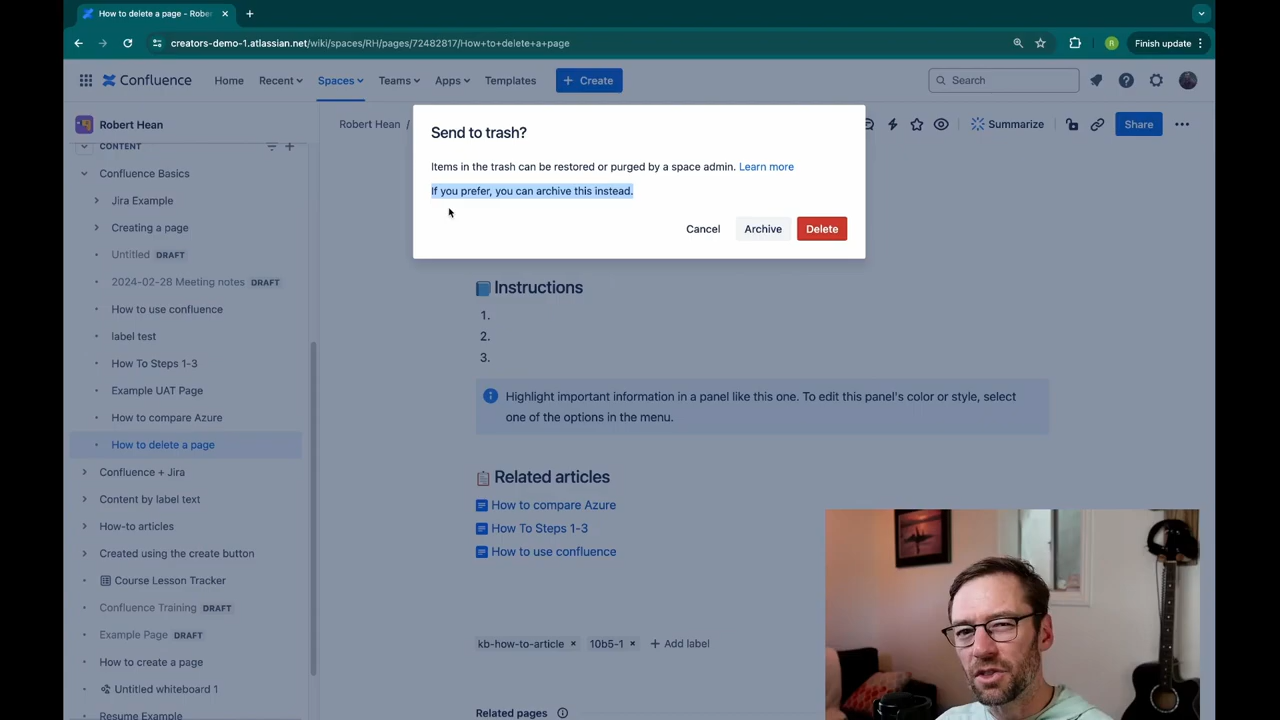 How to delete a page - Rober
creators-demo-1.atlassian.net/wiki/spaces/RH/pages/72482817/How+to+delete+a+page
R
Finish update
Confluence
Home
Recent
Spaces
Teams
Apps
Templates
+ Create
Search
Robert Hean
Robert Hean /
Summarize
Share
CONTENT
Confluence Basics
Jira Example
Creating a page
Untitled DRAFT
2024-02-28 Meeting notes DRAFT
How to use confluence
label test
How To Steps 1-3
Example UAT Page
How to compare Azure
How to delete a page
Confluence + Jira
Content by label text
How-to articles
Created using the create button
Course Lesson Tracker
Confluence Training DRAFT
Example Page DRAFT
How to create a page
Untitled whiteboard 1
Resume Example
Send to trash?
Items in the trash can be restored or purged by a space admin. Learn more
If you prefer, you can archive this instead.
Cancel
Archive
Delete
Instructions
1.
2.
3.
Highlight important information in a panel like this one. To edit this panel's color or style, select
one of the options in the menu.
Related articles
How to compare Azure
How To Steps 1-3
How to use confluence
kb-how-to-article ×
10b5-1 ×
+ Add label
Related pages